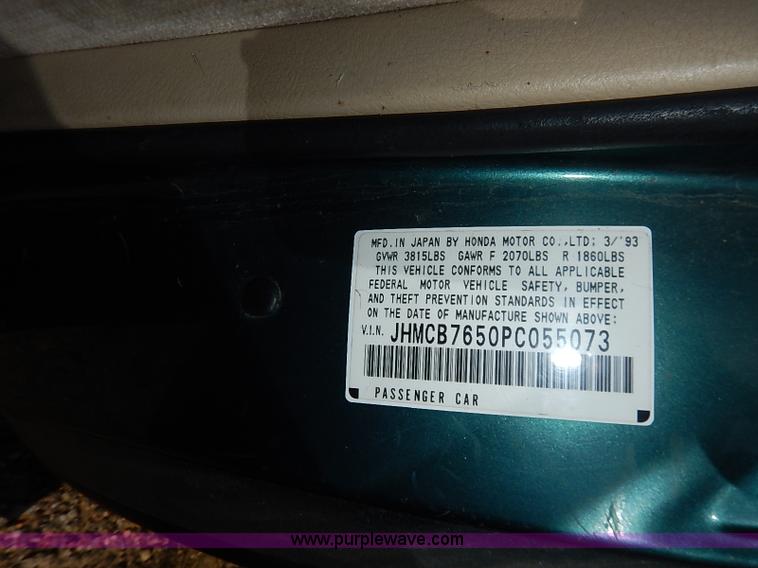 MFD. IN JAPAN BY HONDA MOTOR CO.,LTD; 3/'93
GVWR 3815LBS GAWR F 2070LBS R 1860LBS
THIS VEHICLE CONFORMS TO ALL APPLICABLE
FEDERAL MOTOR VEHICLE SAFETY, BUMPER,
AND THEFT PREVENTION STANDARDS IN EFFECT
ON THE DATE OF MANUFACTURE SHOWN ABOVE:
V.I.N. JHMCB7650PC055073
PASSENGER CAR
www.purplewave.com